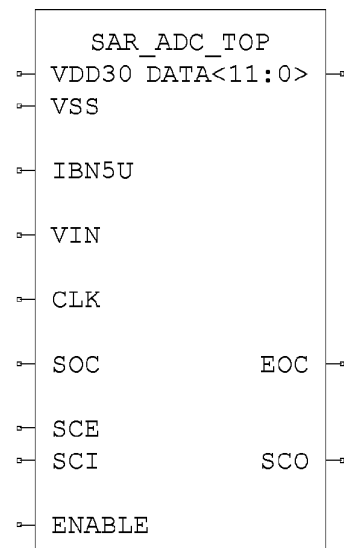 SAR_ADC_TOP
VDD30 DATA<11:0>
VSS
IBN5U
VIN
CLK
SOC EOC
SCE
SCI SCO
ENABLE